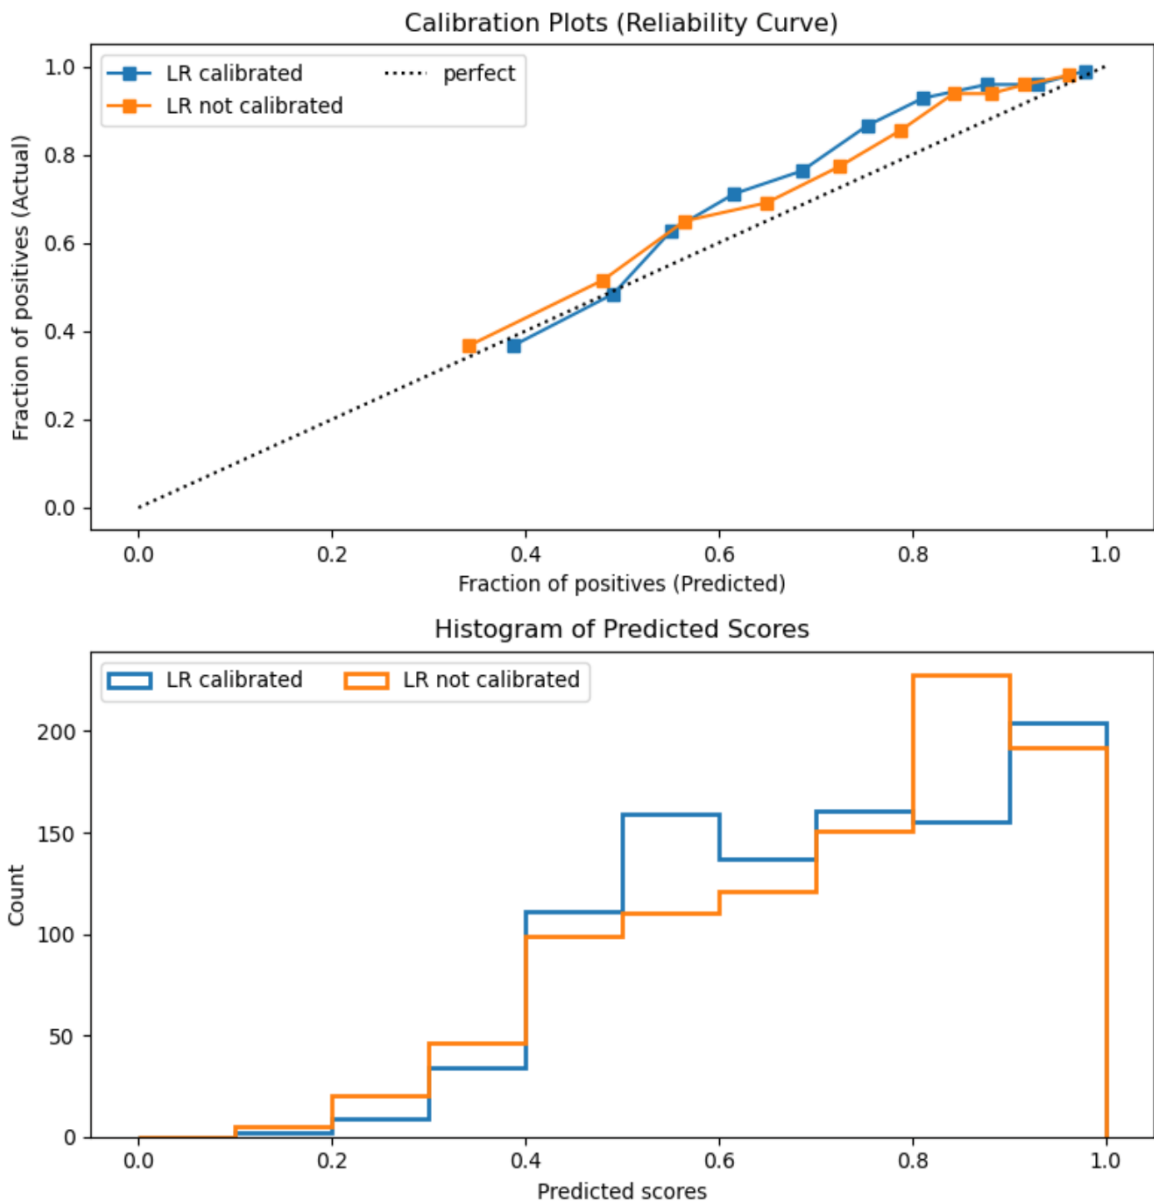 Calibration Plots (Reliability Curve)
LR calibrated perfect
LR not calibrated
Fraction of positives (Actual)
1.0
0.8
0.6
0.4
0.2
0.0
0.0 0.2 0.4 0.6 0.8 1.0
Fraction of positives (Predicted)
Histogram of Predicted Scores
LR calibrated LR not calibrated
Count
200
150
100
50
0
0.0 0.2 0.4 0.6 0.8 1.0
Predicted scores